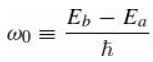 ω₀ ≡ (E_b − E_a) / ħ